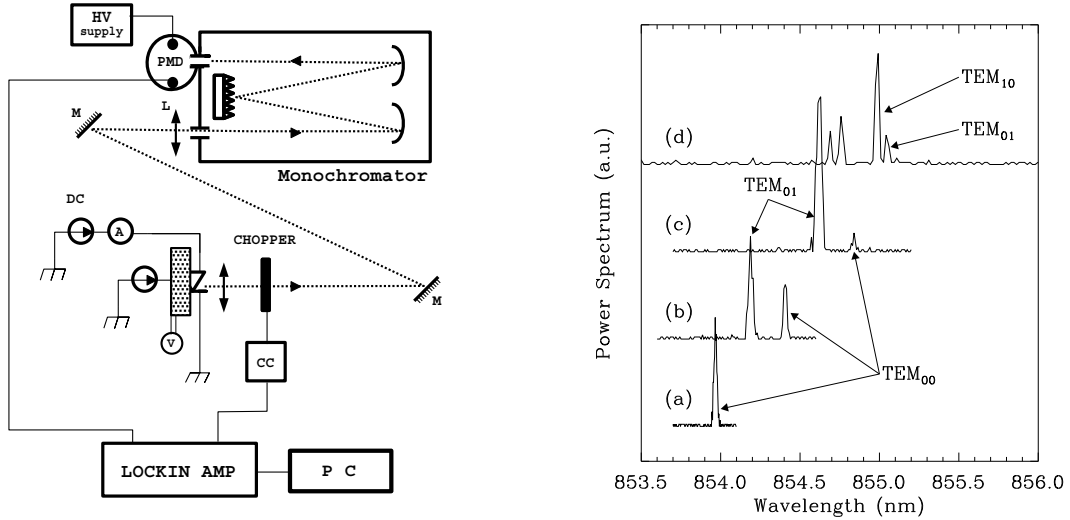 HV
supply
PMD
L
M
Monochromator
DC
A
CHOPPER
M
V
CC
LOCKIN AMP
P C
Power Spectrum (a.u.)
TEM₁₀
(d)
TEM₀₁
TEM₀₁
(c)
(b)
TEM₀₀
(a)
853.5 854.0 854.5 855.0 855.5 856.0
Wavelength (nm)